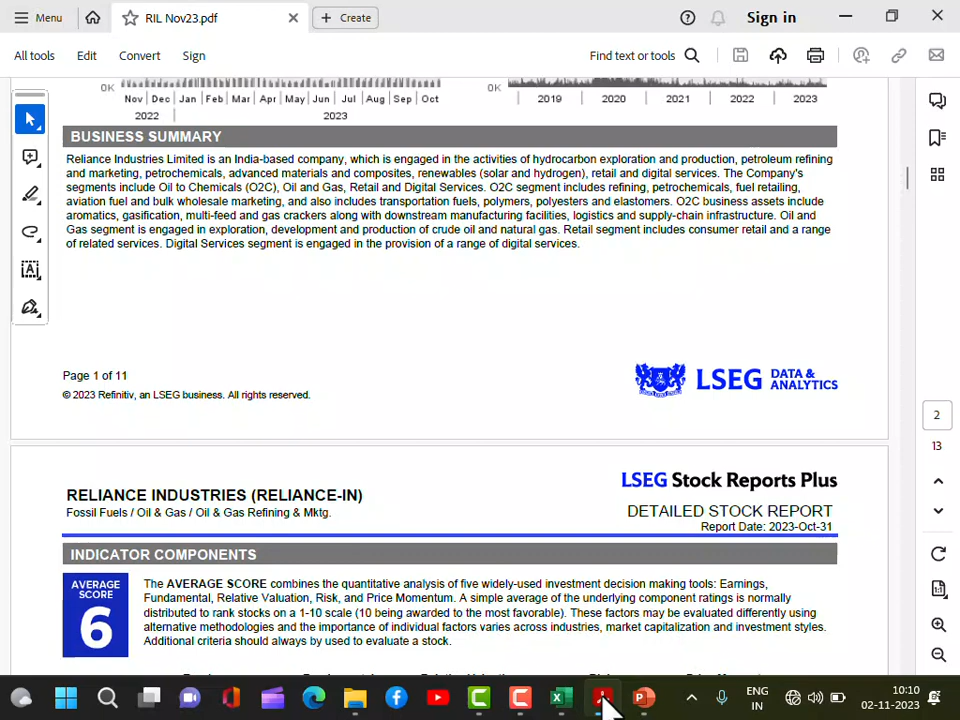 Menu
RIL Nov23.pdf
Create
Sign in
All tools Edit Convert Sign
Find text or tools
0K
Nov Dec Jan Feb Mar Apr May Jun Jul Aug Sep Oct
2022 2023
0K
2019 2020 2021 2022 2023
BUSINESS SUMMARY
Reliance Industries Limited is an India-based company, which is engaged in the activities of hydrocarbon exploration and production, petroleum refining
and marketing, petrochemicals, advanced materials and composites, renewables (solar and hydrogen), retail and digital services. The Company's
segments include Oil to Chemicals (O2C), Oil and Gas, Retail and Digital Services. O2C segment includes refining, petrochemicals, fuel retailing,
aviation fuel and bulk wholesale marketing, and also includes transportation fuels, polymers, polyesters and elastomers. O2C business assets include
aromatics, gasification, multi-feed and gas crackers along with downstream manufacturing facilities, logistics and supply-chain infrastructure. Oil and
Gas segment is engaged in exploration, development and production of crude oil and natural gas. Retail segment includes consumer retail and a range
of related services. Digital Services segment is engaged in the provision of a range of digital services.
Page 1 of 11
© 2023 Refinitiv, an LSEG business. All rights reserved.
LSEG DATA &
ANALYTICS
2
13
LSEG Stock Reports Plus
RELIANCE INDUSTRIES (RELIANCE-IN)
Fossil Fuels / Oil & Gas / Oil & Gas Refining & Mktg.
DETAILED STOCK REPORT
Report Date: 2023-Oct-31
INDICATOR COMPONENTS
AVERAGE
SCORE
6
The AVERAGE SCORE combines the quantitative analysis of five widely-used investment decision making tools: Earnings,
Fundamental, Relative Valuation, Risk, and Price Momentum. A simple average of the underlying component ratings is normally
distributed to rank stocks on a 1-10 scale (10 being awarded to the most favorable). These factors may be evaluated differently using
alternative methodologies and the importance of individual factors varies across industries, market capitalization and investment styles.
Additional criteria should always by used to evaluate a stock.
ENG
IN
10:10
02-11-2023